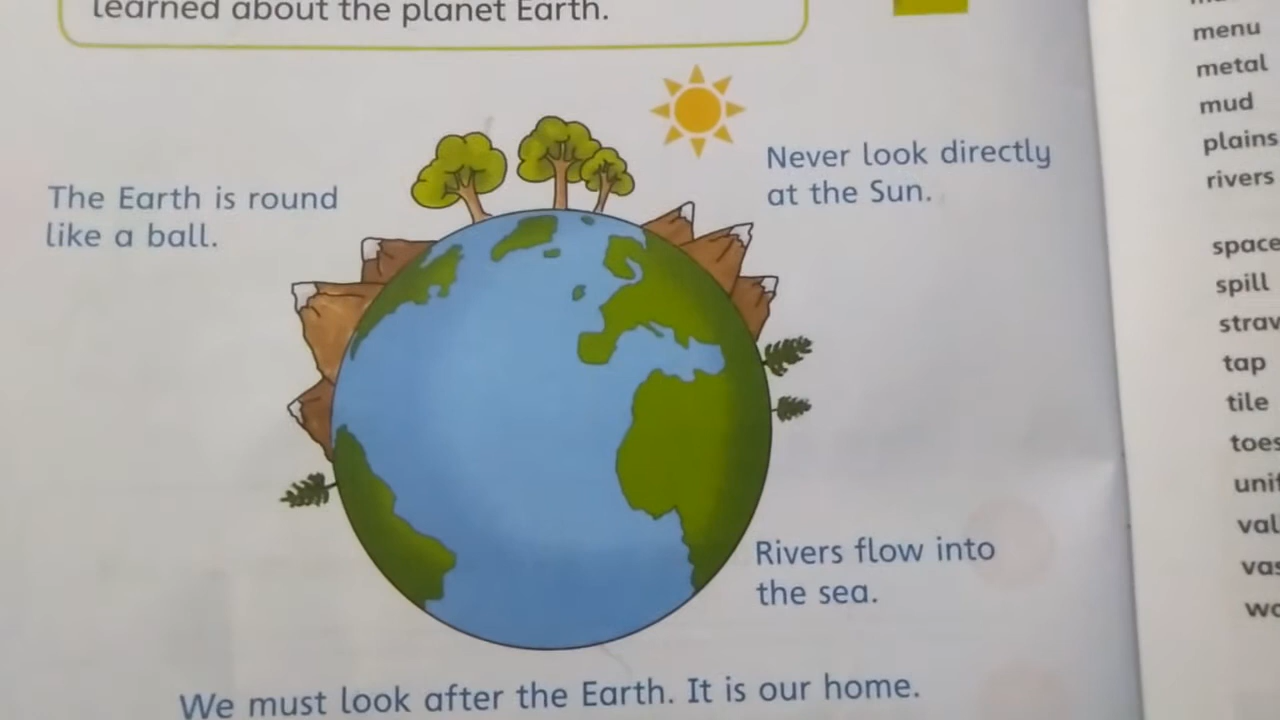 learned about the planet Earth.
The Earth is round
like a ball.
Never look directly
at the Sun.
Rivers flow into
the sea.
We must look after the Earth. It is our home.
menu
metal
mud
plains
rivers
space
spill
tap
tile
toes